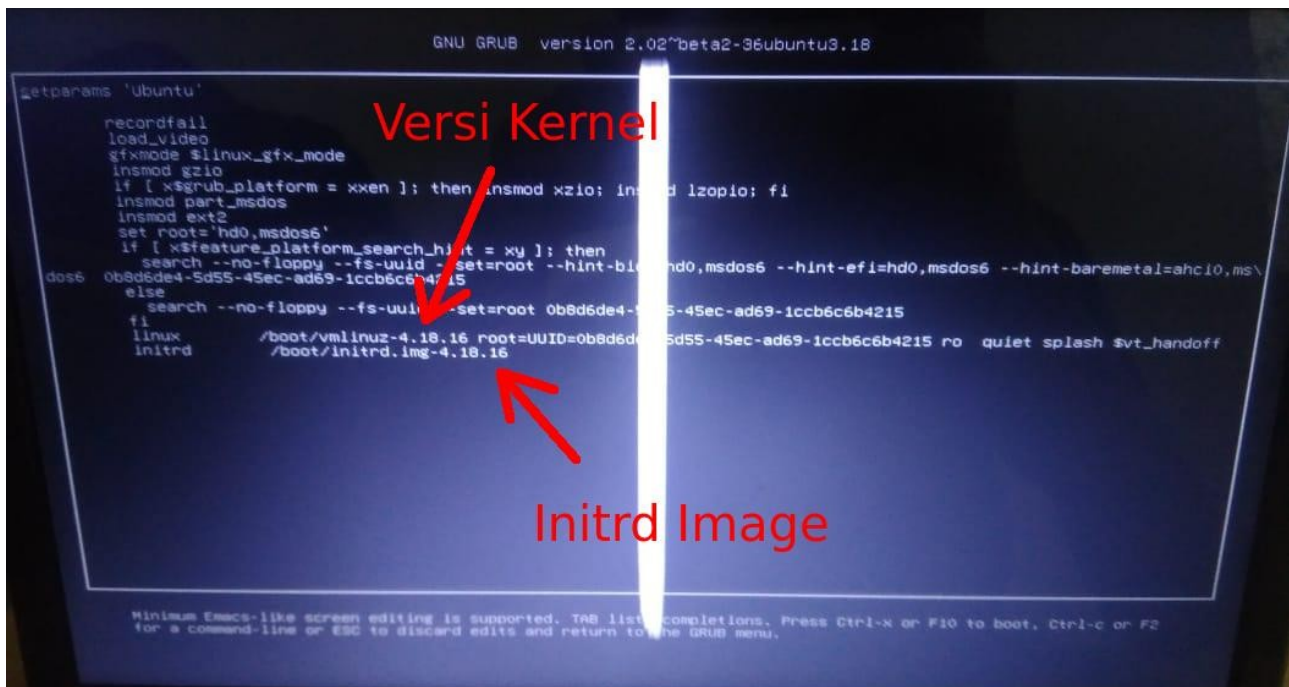 GNU GRUB version 2.02~beta2-36ubuntu3.18
setparams 'Ubuntu'
recordfail
load_video
gfxmode $linux_gfx_mode
insmod gzio
if [ x$grub_platform = xxen ]; then insmod xzio; lzopio; fi
insmod part_msdos
insmod ext2
set root='hd0,msdos6'
if [ x$feature_platform_search_hint = xy ]; then
search --no-floppy --fs-uuid --set=root hd0,msdos6 --hint-efi=hd0,msdos6 --hint-baremetal=ahci0,ms\
dos6 0b8d6de4-5d55-45ec-ad69-1ccb6c6b4215
else
search --no-floppy --fs-uuid --set=root 0b8d6de4-5d55-45ec-ad69-1ccb6c6b4215
fi
linux /boot/vmlinuz-4.18.16 root=UUID=0b8d6de4-5d55-45ec-ad69-1ccb6c6b4215 ro quiet splash $vt_handoff
initrd /boot/initrd.img-4.18.16
Versi Kernel
Initrd Image
Minimum Emacs-like screen editing is supported. TAB lists completions. Press Ctrl-x or F10 to boot, Ctrl-c or F2
for a command-line or ESC to discard edits and return to the GRUB menu.